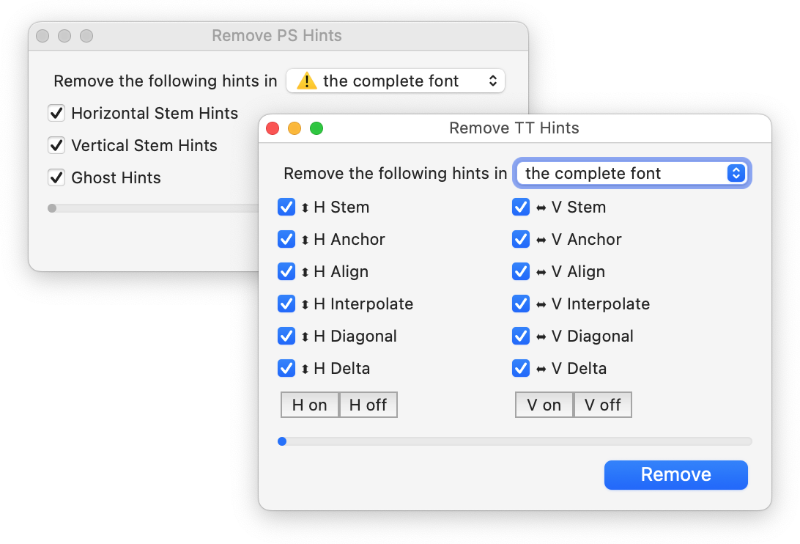 Remove PS Hints
Remove the following hints in ⚠️ the complete font
Horizontal Stem Hints
Vertical Stem Hints
Ghost Hints
Remove TT Hints
Remove the following hints in the complete font
⬍ H Stem ⬌ V Stem
⬍ H Anchor ⬌ V Anchor
⬍ H Align ⬌ V Align
⬍ H Interpolate ⬌ V Interpolate
⬍ H Diagonal ⬌ V Diagonal
⬍ H Delta ⬌ V Delta
H on H off V on V off
Remove